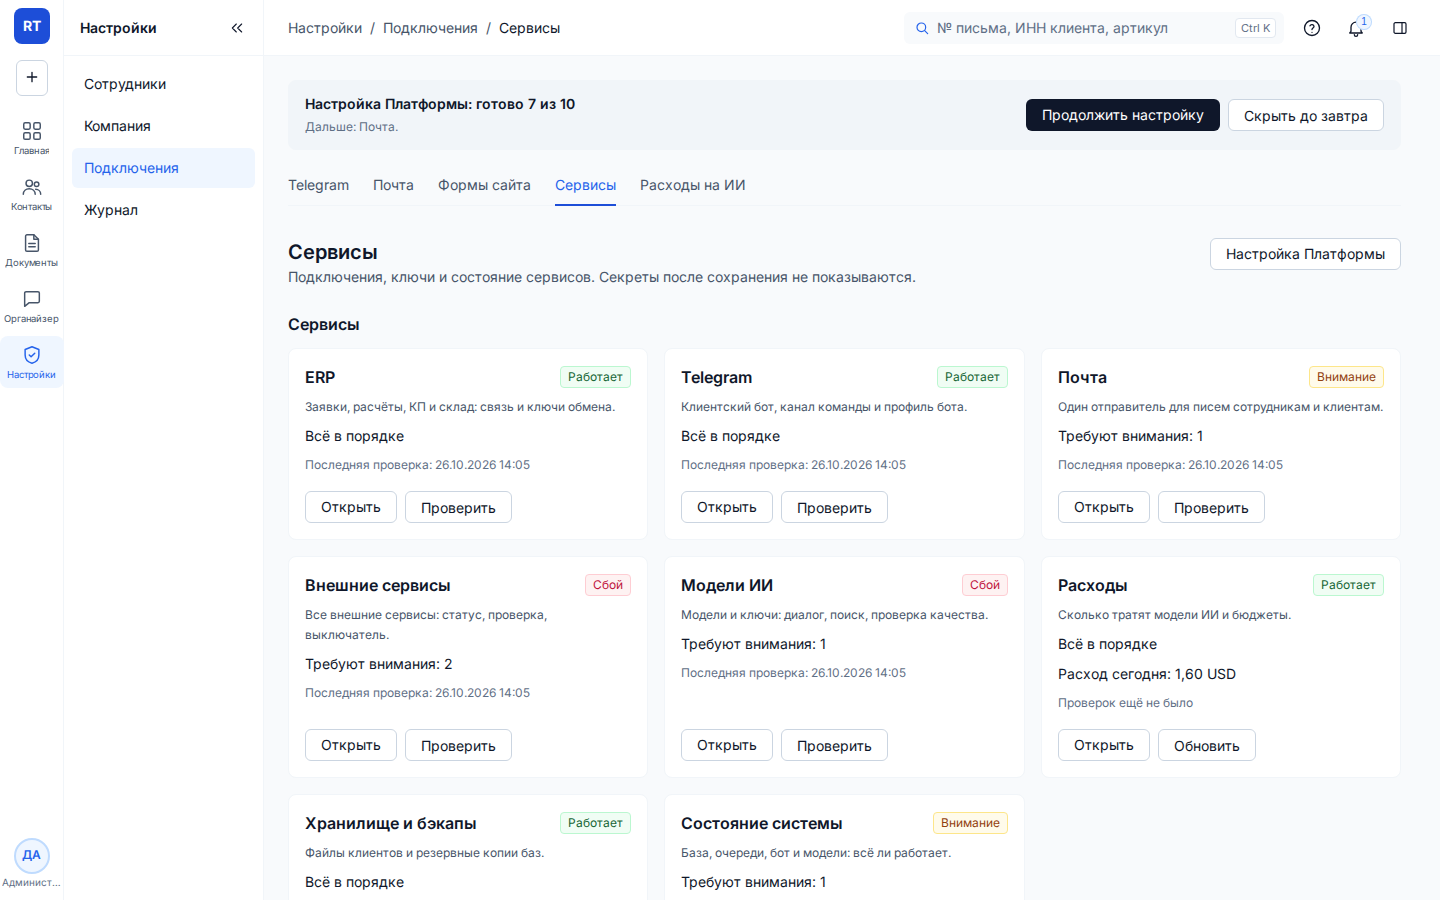 RT
Настройки
Настройки / Подключения / Сервисы
№ письма, ИНН клиента, артикул
Ctrl K
1
Главная
Контакты
Документы
Органайзер
Настройки
ДА
Админист...
Сотрудники
Компания
Подключения
Журнал
Настройка Платформы: готово 7 из 10
Дальше: Почта.
Продолжить настройку
Скрыть до завтра
Telegram
Почта
Формы сайта
Сервисы
Расходы на ИИ
Сервисы
Подключения, ключи и состояние сервисов. Секреты после сохранения не показываются.
Настройка Платформы
Сервисы
ERP
Работает
Заявки, расчёты, КП и склад: связь и ключи обмена.
Всё в порядке
Последняя проверка: 26.10.2026 14:05
Открыть
Проверить
Telegram
Работает
Клиентский бот, канал команды и профиль бота.
Всё в порядке
Последняя проверка: 26.10.2026 14:05
Открыть
Проверить
Почта
Внимание
Один отправитель для писем сотрудникам и клиентам.
Требуют внимания: 1
Последняя проверка: 26.10.2026 14:05
Открыть
Проверить
Внешние сервисы
Сбой
Все внешние сервисы: статус, проверка,
выключатель.
Требуют внимания: 2
Последняя проверка: 26.10.2026 14:05
Открыть
Проверить
Модели ИИ
Сбой
Модели и ключи: диалог, поиск, проверка качества.
Требуют внимания: 1
Последняя проверка: 26.10.2026 14:05
Открыть
Проверить
Расходы
Работает
Сколько тратят модели ИИ и бюджеты.
Всё в порядке
Расход сегодня: 1,60 USD
Проверок ещё не было
Открыть
Обновить
Хранилище и бэкапы
Работает
Файлы клиентов и резервные копии баз.
Всё в порядке
Состояние системы
Внимание
База, очереди, бот и модели: всё ли работает.
Требуют внимания: 1